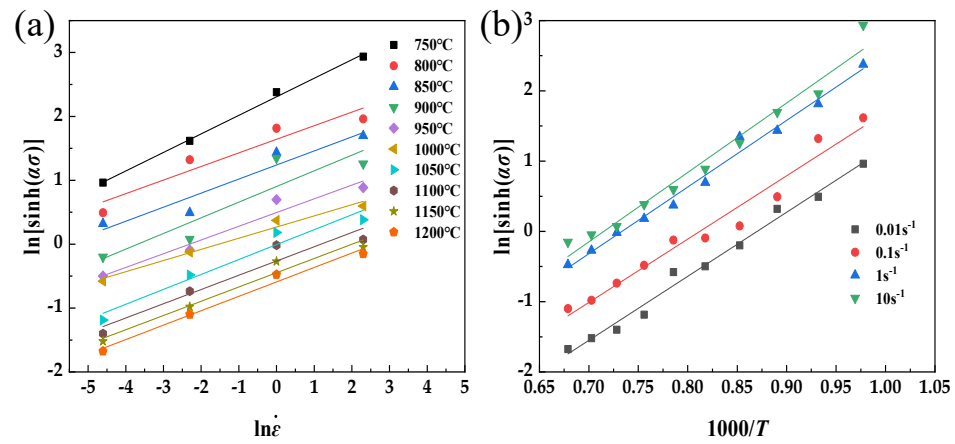 (a)
ln[sinh(ασ)]
3
2
1
0
-1
-2
-5 -4 -3 -2 -1 0 1 2 3 4 5
lnε̇
750°C
800°C
850°C
900°C
950°C
1000°C
1050°C
1100°C
1150°C
1200°C
(b)
ln[sinh(ασ)]
3
2
1
0
-1
-2
0.65 0.70 0.75 0.80 0.85 0.90 0.95 1.00 1.05
1000/T
0.01s⁻¹
0.1s⁻¹
1s⁻¹
10s⁻¹